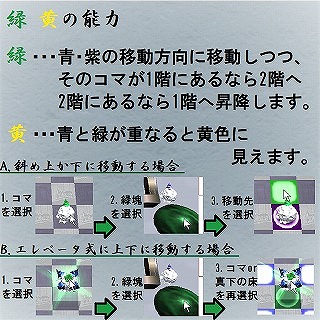 緑 黄の能力
緑・・・青・紫の移動方向に移動しつつ、
そのコマが1階にあるなら2階へ
2階にあるなら1階へ昇降します。
黄・・・青と緑が重なると黄色に
見えます。
A.斜め上か下に移動する場合
1.コマを選択
2.緑塊を選択
3.移動先を選択
B.エレベータ式に上下に移動する場合
1.コマを選択
2.緑塊を選択
3.コマor真下の床を再選択